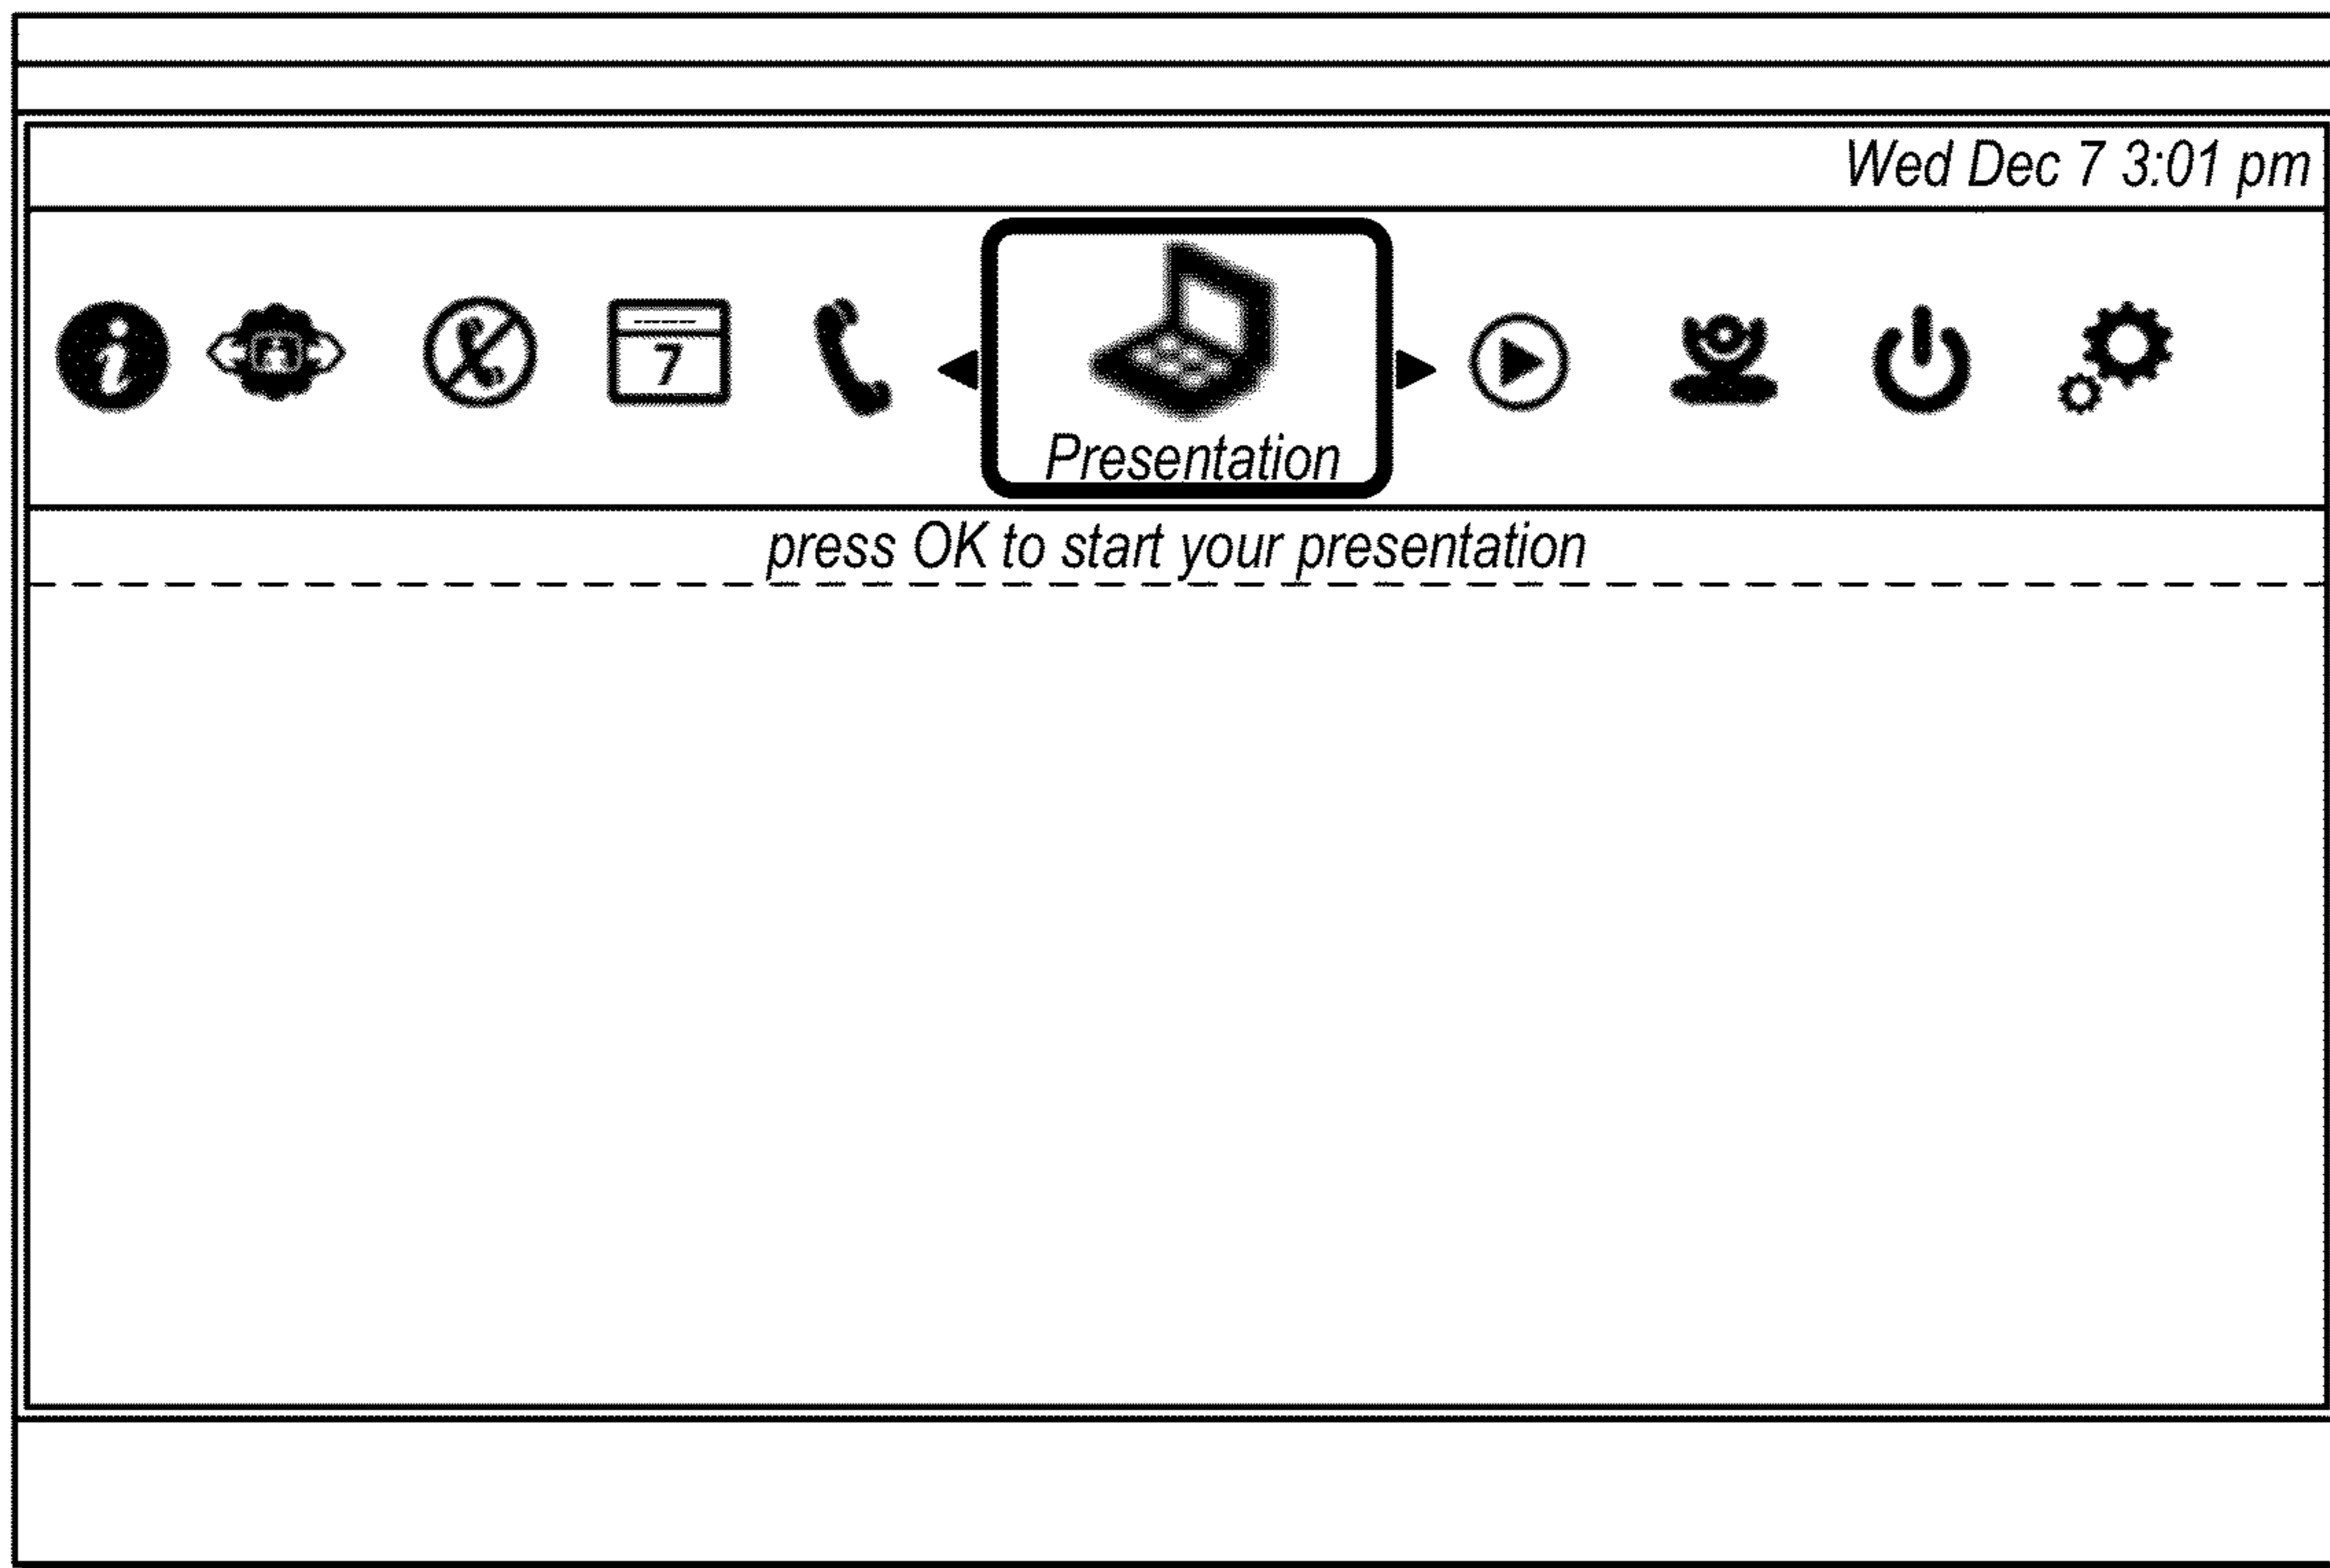 Wed Dec 7 3:01 pm
i
7
Presentation
press OK to start your presentation